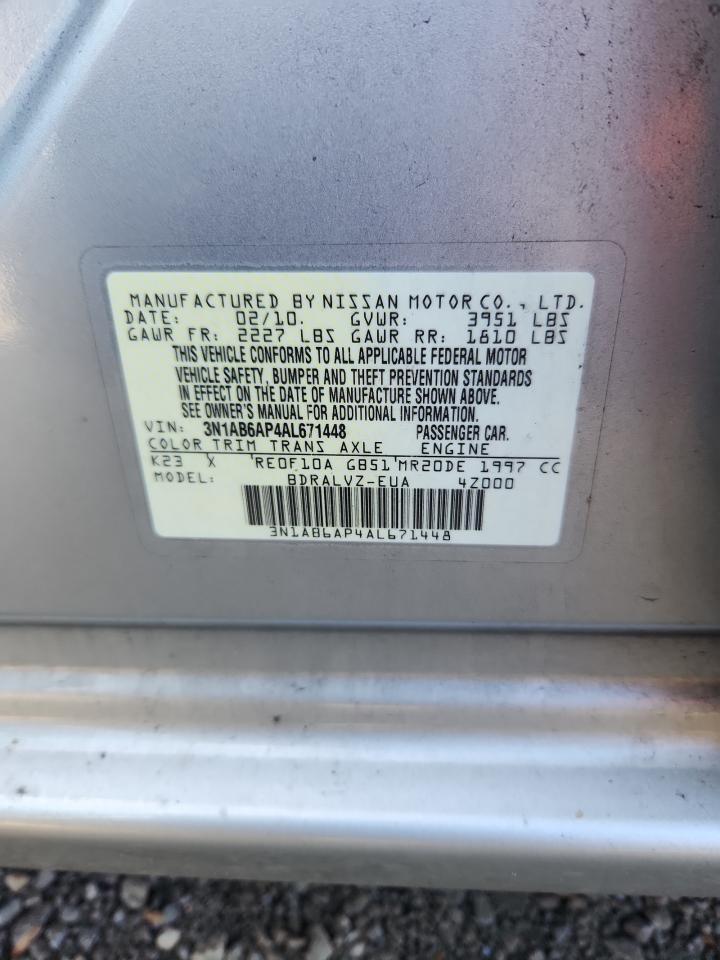 MANUFACTURED BY NISSAN MOTOR CO., LTD.
DATE: 02/10. GVWR: 3951 LBS
GAWR FR: 2227 LBS GAWR RR: 1810 LBS
THIS VEHICLE CONFORMS TO ALL APPLICABLE FEDERAL MOTOR
VEHICLE SAFETY, BUMPER AND THEFT PREVENTION STANDARDS
IN EFFECT ON THE DATE OF MANUFACTURE SHOWN ABOVE.
SEE OWNER'S MANUAL FOR ADDITIONAL INFORMATION.
VIN: 3N1AB6AP4AL671448 PASSENGER CAR.
COLOR TRIM TRANS AXLE ENGINE
K23 X RE0F10A GB51 MR20DE 1997 CC
MODEL: BDRALVZ-EUA 4Z000
3N1AB6AP4AL671448